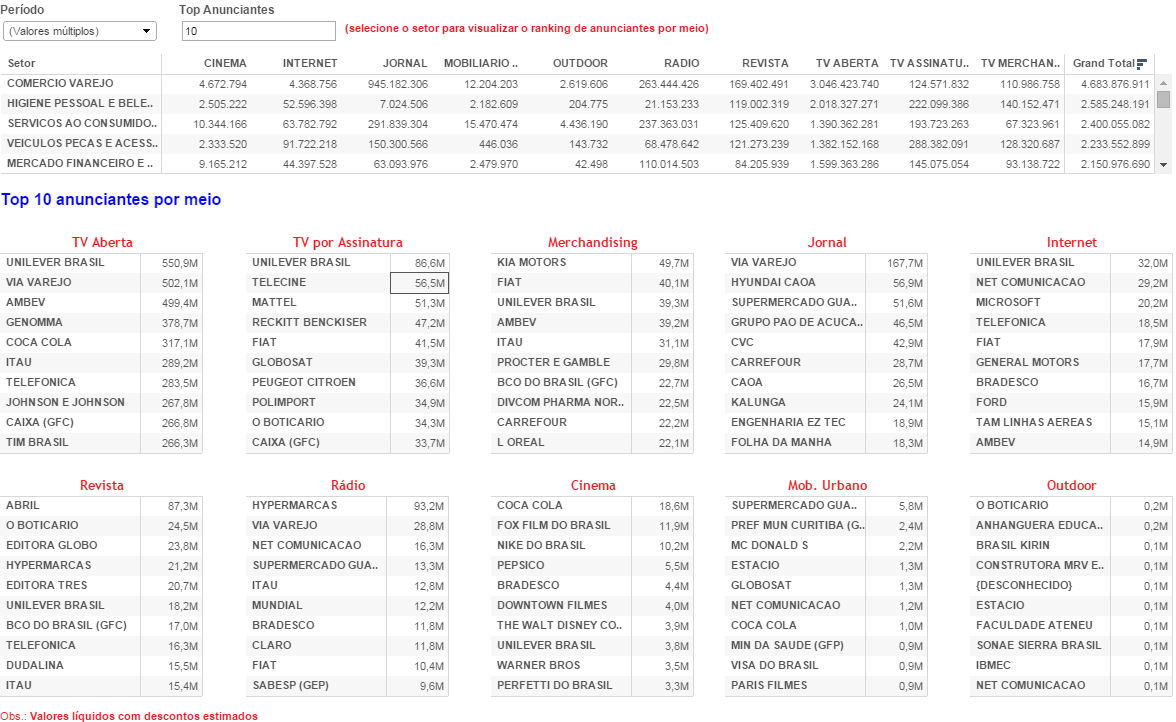 Período Top Anunciantes
(Valores múltiplos) 10 (selecione o setor para visualizar o ranking de anunciantes por meio)
Setor CINEMA INTERNET JORNAL MOBILIARIO .. OUTDOOR RADIO REVISTA TV ABERTA TV ASSINATU.. TV MERCHAN.. Grand Total
COMERCIO VAREJO 4.672.794 4.368.756 945.182.306 12.204.203 2.619.606 263.444.426 169.402.491 3.046.423.740 124.571.832 110.986.758 4.683.876.911
HIGIENE PESSOAL E BELE.. 2.505.222 52.596.398 7.024.506 2.182.609 204.775 21.153.233 119.002.319 2.018.327.271 222.099.386 140.152.471 2.585.248.191
SERVICOS AO CONSUMIDO.. 10.344.166 63.782.792 291.839.304 15.470.474 4.436.190 237.363.031 125.409.620 1.390.362.281 193.723.263 67.323.961 2.400.055.082
VEICULOS PECAS E ACESS.. 2.333.520 91.722.218 150.300.566 446.036 143.732 68.478.642 121.273.239 1.382.152.168 288.382.091 128.320.687 2.233.552.899
MERCADO FINANCEIRO E .. 9.165.212 44.397.528 63.093.976 2.479.970 42.498 110.014.503 84.205.939 1.599.363.286 145.075.054 93.138.722 2.150.976.690
Top 10 anunciantes por meio
TV Aberta TV por Assinatura Merchandising Jornal Internet
UNILEVER BRASIL 550,9M UNILEVER BRASIL 86,6M KIA MOTORS 49,7M VIA VAREJO 167,7M UNILEVER BRASIL 32,0M
VIA VAREJO 502,1M TELECINE 56,5M FIAT 40,1M HYUNDAI CAOA 56,9M NET COMUNICACAO 29,2M
AMBEV 499,4M MATTEL 51,3M UNILEVER BRASIL 39,3M SUPERMERCADO GUA.. 51,6M MICROSOFT 20,2M
GENOMMA 378,7M RECKITT BENCKISER 47,2M AMBEV 39,2M GRUPO PAO DE ACUCA.. 46,5M TELEFONICA 18,5M
COCA COLA 317,1M FIAT 41,5M ITAU 31,1M CVC 42,9M FIAT 17,9M
ITAU 289,2M GLOBOSAT 39,3M PROCTER E GAMBLE 29,8M CARREFOUR 28,7M GENERAL MOTORS 17,7M
TELEFONICA 283,5M PEUGEOT CITROEN 36,6M BCO DO BRASIL (GFC) 22,7M CAOA 26,5M BRADESCO 16,7M
JOHNSON E JOHNSON 267,8M POLIMPORT 34,9M DIVCOM PHARMA NOR.. 22,5M KALUNGA 24,1M FORD 15,9M
CAIXA (GFC) 266,8M O BOTICARIO 34,3M CARREFOUR 22,2M ENGENHARIA EZ TEC 18,9M TAM LINHAS AEREAS 15,1M
TIM BRASIL 266,3M CAIXA (GFC) 33,7M L OREAL 22,1M FOLHA DA MANHA 18,3M AMBEV 14,9M
Revista Rádio Cinema Mob. Urbano Outdoor
ABRIL 87,3M HYPERMARCAS 93,2M COCA COLA 18,6M SUPERMERCADO GUA.. 5,8M O BOTICARIO 0,2M
O BOTICARIO 24,5M VIA VAREJO 28,8M FOX FILM DO BRASIL 11,9M PREF MUN CURITIBA (G.. 2,4M ANHANGUERA EDUCA.. 0,2M
EDITORA GLOBO 23,8M NET COMUNICACAO 16,3M NIKE DO BRASIL 10,2M MC DONALD S 2,2M BRASIL KIRIN 0,1M
HYPERMARCAS 21,2M SUPERMERCADO GUA.. 13,3M PEPSICO 5,5M ESTACIO 1,3M CONSTRUTORA MRV E.. 0,1M
EDITORA TRES 20,7M ITAU 12,8M BRADESCO 4,4M GLOBOSAT 1,3M {DESCONHECIDO} 0,1M
UNILEVER BRASIL 18,2M MUNDIAL 12,2M DOWNTOWN FILMES 4,0M NET COMUNICACAO 1,2M ESTACIO 0,1M
BCO DO BRASIL (GFC) 17,0M BRADESCO 11,8M THE WALT DISNEY CO.. 3,9M COCA COLA 1,0M FACULDADE ATENEU 0,1M
TELEFONICA 16,3M CLARO 11,8M UNILEVER BRASIL 3,8M MIN DA SAUDE (GFP) 0,9M SONAE SIERRA BRASIL 0,1M
DUDALINA 15,5M FIAT 10,4M WARNER BROS 3,5M VISA DO BRASIL 0,9M IBMEC 0,1M
ITAU 15,4M SABESP (GEP) 9,6M PERFETTI DO BRASIL 3,3M PARIS FILMES 0,9M NET COMUNICACAO 0,1M
Obs.: Valores líquidos com descontos estimados